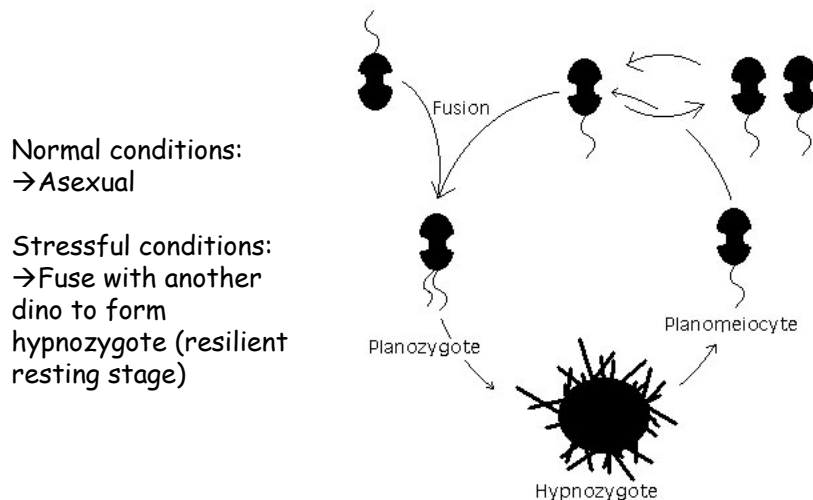 Normal conditions:
→Asexual
Stressful conditions:
→Fuse with another
dino to form
hypnozygote (resilient
resting stage)
Fusion
Planozygote
Planomeiocyte
Hypnozygote